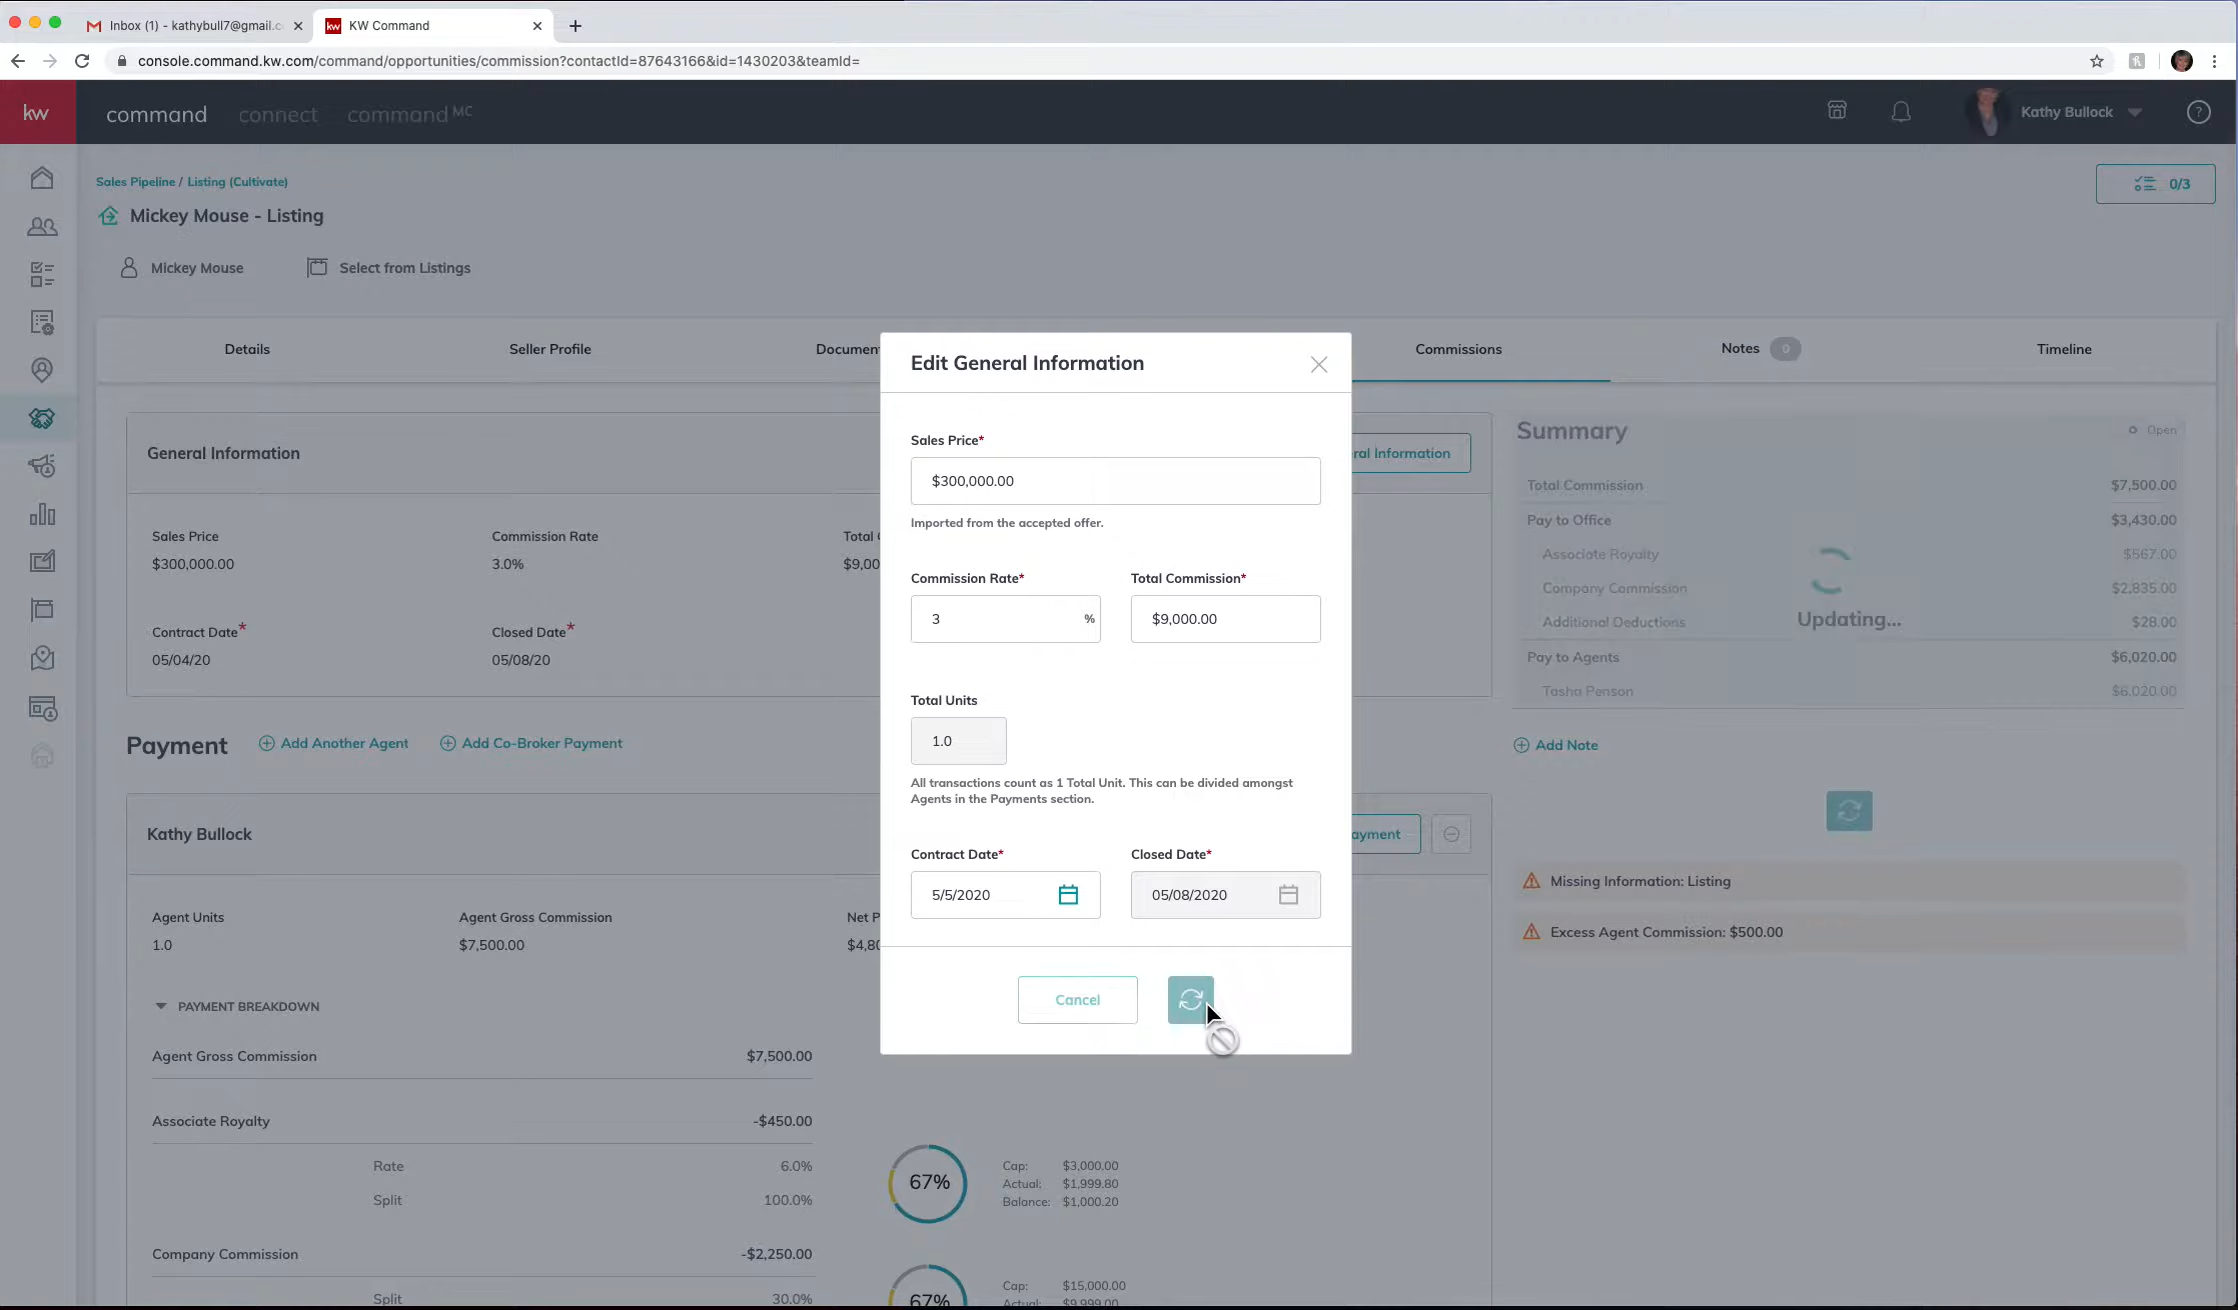 Inbox (1) - kathybull7@gmail.c
KW Command
console.command.kw.com/command/opportunities/commission?contactId=87643166&id=1430203&teamId=
kw
command
connect
command MC
Kathy Bullock
Sales Pipeline / Listing (Cultivate)
0/3
Mickey Mouse - Listing
Mickey Mouse
Select from Listings
Details
Seller Profile
Documen
Commissions
Notes 0
Timeline
General Information
ral Information
Sales Price
$300,000.00
Commission Rate
3.0%
Total
$9,00
Contract Date*
05/04/20
Closed Date*
05/08/20
Payment
Add Another Agent
Add Co-Broker Payment
Kathy Bullock
ayment
Agent Units
1.0
Agent Gross Commission
$7,500.00
Net P
$4,80
PAYMENT BREAKDOWN
Agent Gross Commission $7,500.00
Associate Royalty -$450.00
Rate 6.0%
Split 100.0%
67%
Cap: $3,000.00
Actual: $1,999.80
Balance: $1,000.20
Company Commission -$2,250.00
Split 30.0%
67%
Cap: $15,000.00
Actual: $9,999.00
Edit General Information
Sales Price*
$300,000.00
Imported from the accepted offer.
Commission Rate*
3 %
Total Commission*
$9,000.00
Total Units
1.0
All transactions count as 1 Total Unit. This can be divided amongst
Agents in the Payments section.
Contract Date*
5/5/2020
Closed Date*
05/08/2020
Cancel
Summary
Open
Total Commission $7,500.00
Pay to Office $3,430.00
Associate Royalty $567.00
Company Commission $2,835.00
Updating...
Additional Deductions $28.00
Pay to Agents $6,020.00
Tasha Penson $6,020.00
Add Note
Missing Information: Listing
Excess Agent Commission: $500.00